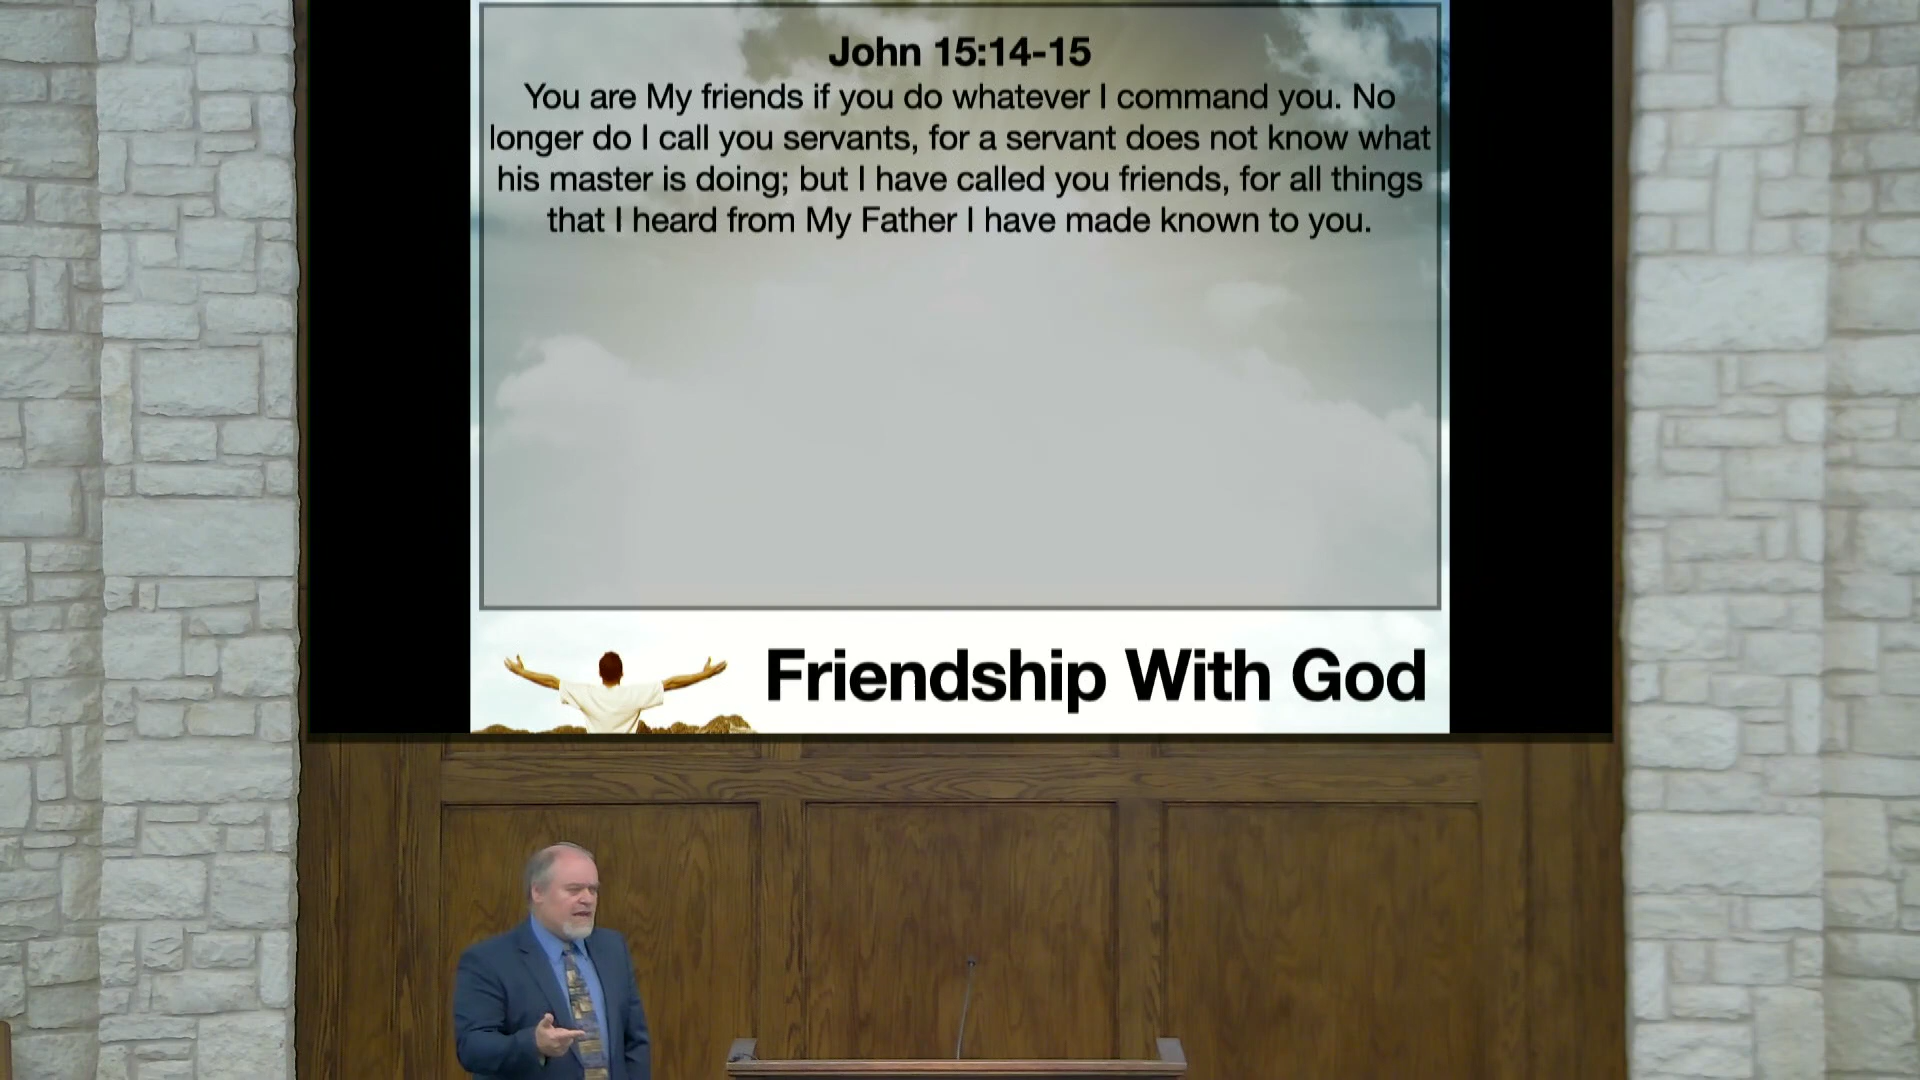 John 15:14-15
You are My friends if you do whatever I command you. No
longer do I call you servants, for a servant does not know what
his master is doing; but I have called you friends, for all things
that I heard from My Father I have made known to you.
Friendship With God